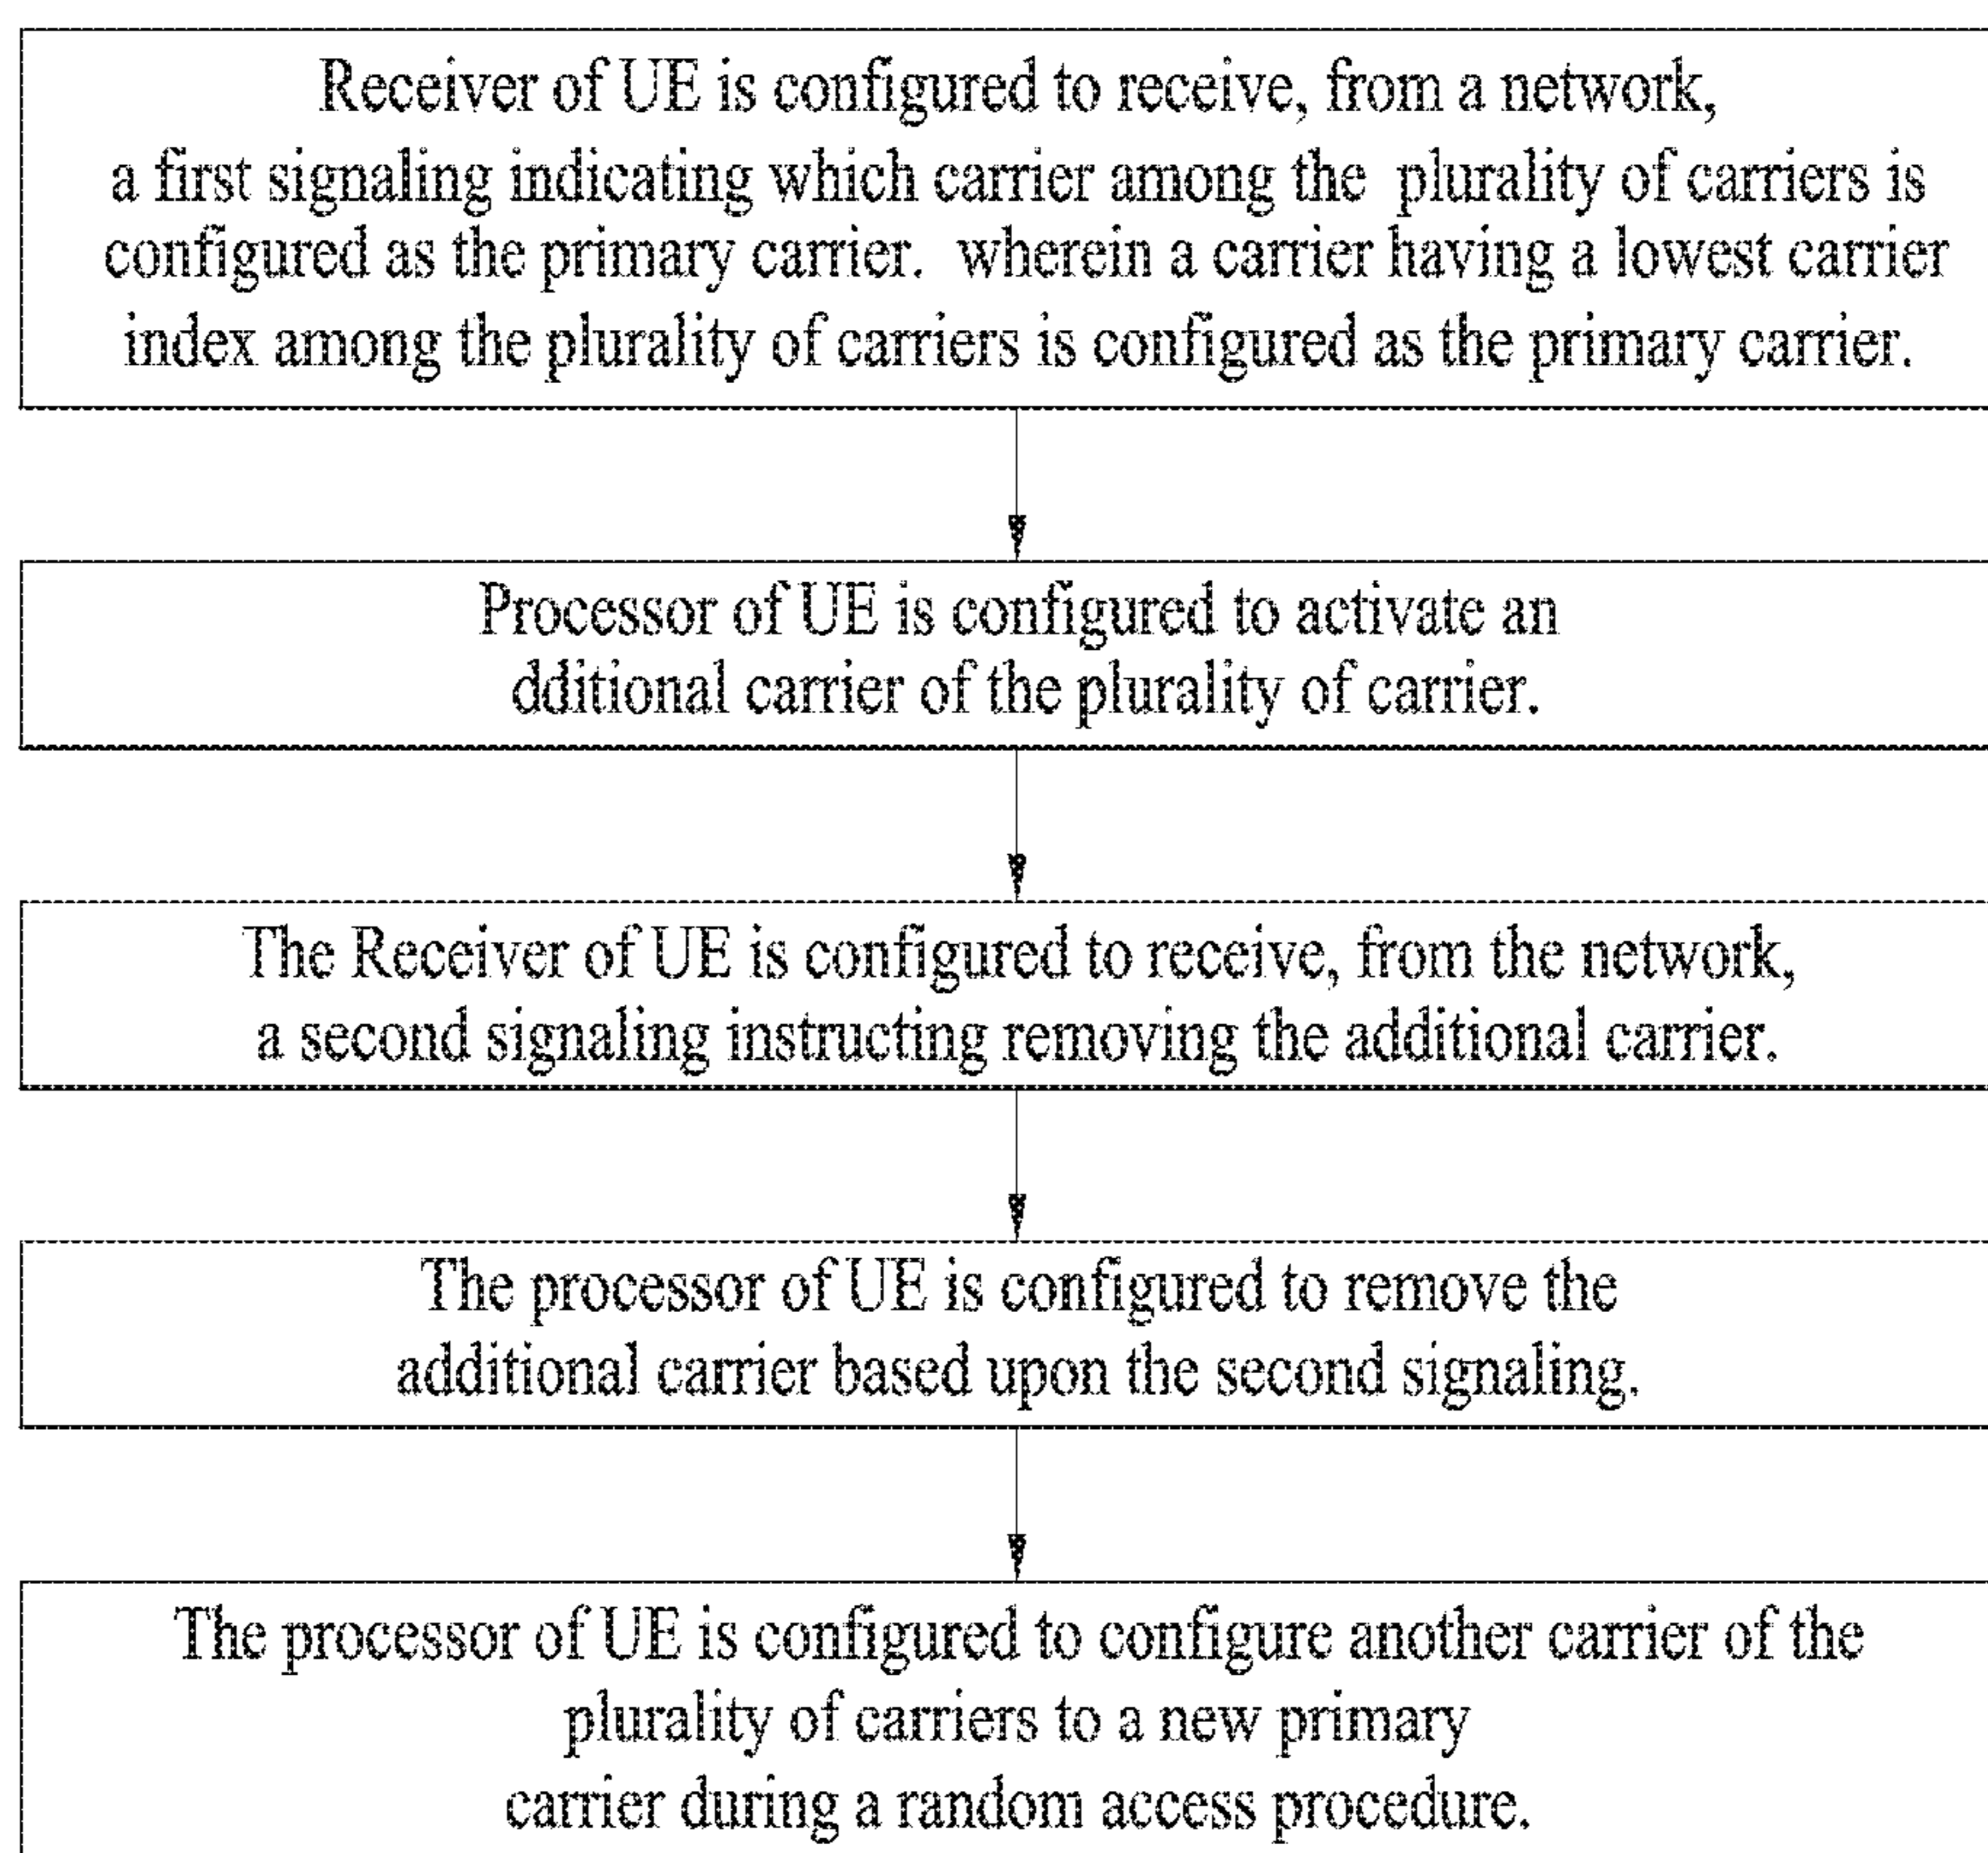 Receiver of UE is configured to receive, from a network,
a first signaling indicating which carrier among the plurality of carriers is
configured as the primary carrier. wherein a carrier having a lowest carrier
index among the plurality of carriers is configured as the primary carrier.
Processor of UE is configured to activate an
dditional carrier of the plurality of carrier.
The Receiver of UE is configured to receive, from the network,
a second signaling instructing removing the additional carrier.
The processor of UE is configured to remove the
additional carrier based upon the second signaling.
The processor of UE is configured to configure another carrier of the
plurality of carriers to a new primary
carrier during a random access procedure.